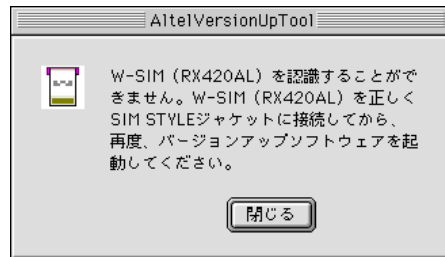 AltelVersionUpTool
W-SIM（RX420AL）を認識することがで
きません。W-SIM（RX420AL）を正しく
SIM STYLEジャケットに接続してから、
再度、バージョンアップソフトウェアを起
動してください。
閉じる